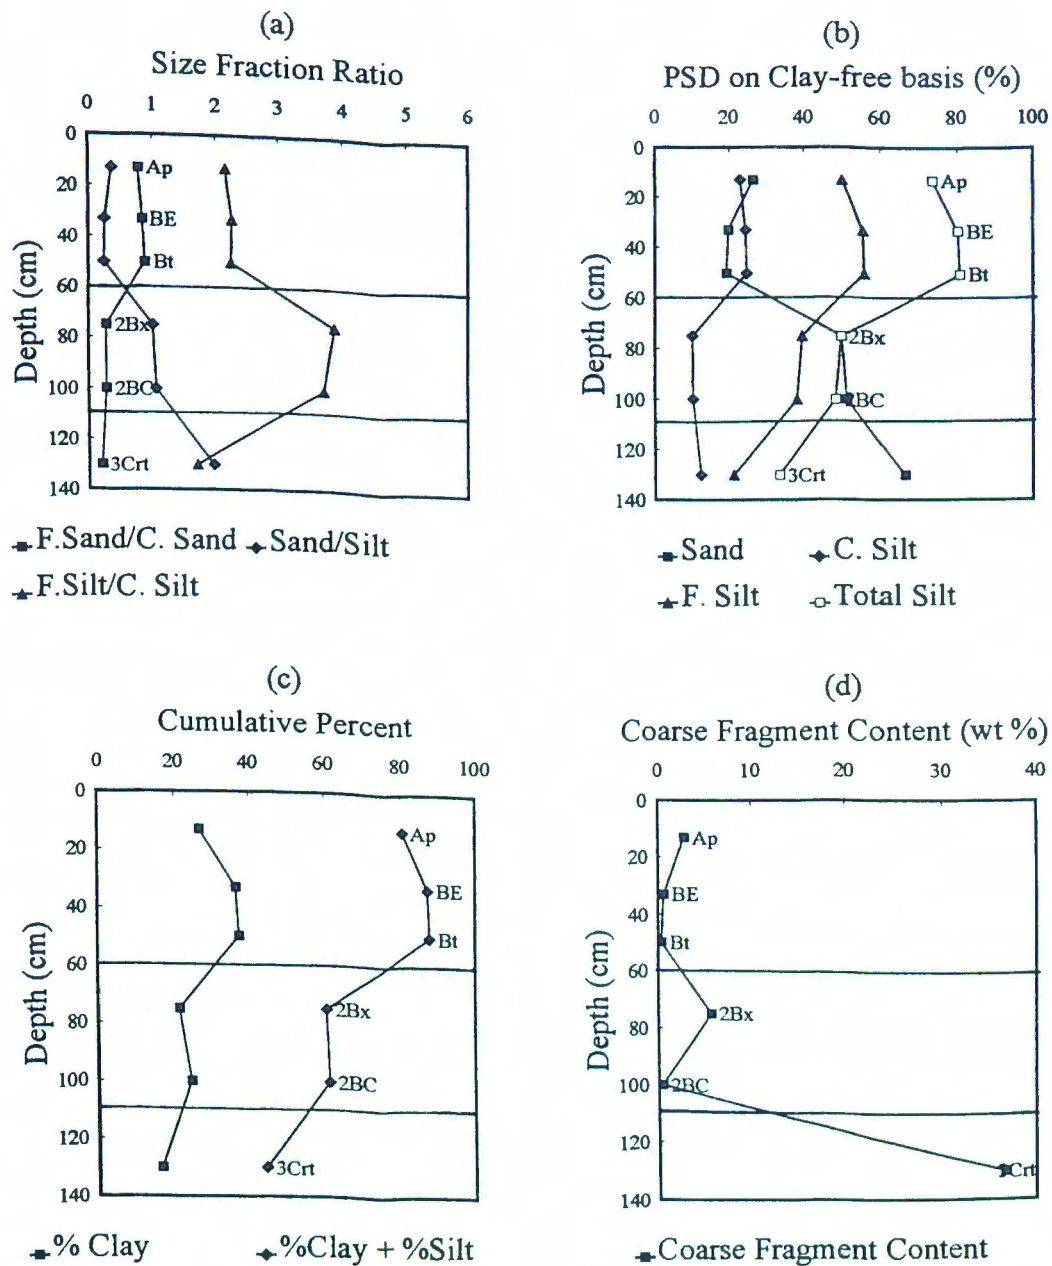 (a)
Size Fraction Ratio
0 1 2 3 4 5 6
Depth (cm)
0
20
40
60
80
100
120
140
Ap
BE
Bt
2Bx
2BC
3Crt
F.Sand/C. Sand Sand/Silt
F.Silt/C. Silt
(b)
PSD on Clay-free basis (%)
0 20 40 60 80 100
Depth (cm)
0
20
40
60
80
100
120
140
Ap
BE
Bt
2Bx
2BC
3Crt
Sand C. Silt
F. Silt Total Silt
(c)
Cumulative Percent
0 20 40 60 80 100
Depth (cm)
0
20
40
60
80
100
120
140
Ap
BE
Bt
2Bx
2BC
3Crt
% Clay %Clay + %Silt
(d)
Coarse Fragment Content (wt %)
0 10 20 30 40
Depth (cm)
0
20
40
60
80
100
120
140
Ap
BE
Bt
2Bx
2BC
3Crt
Coarse Fragment Content